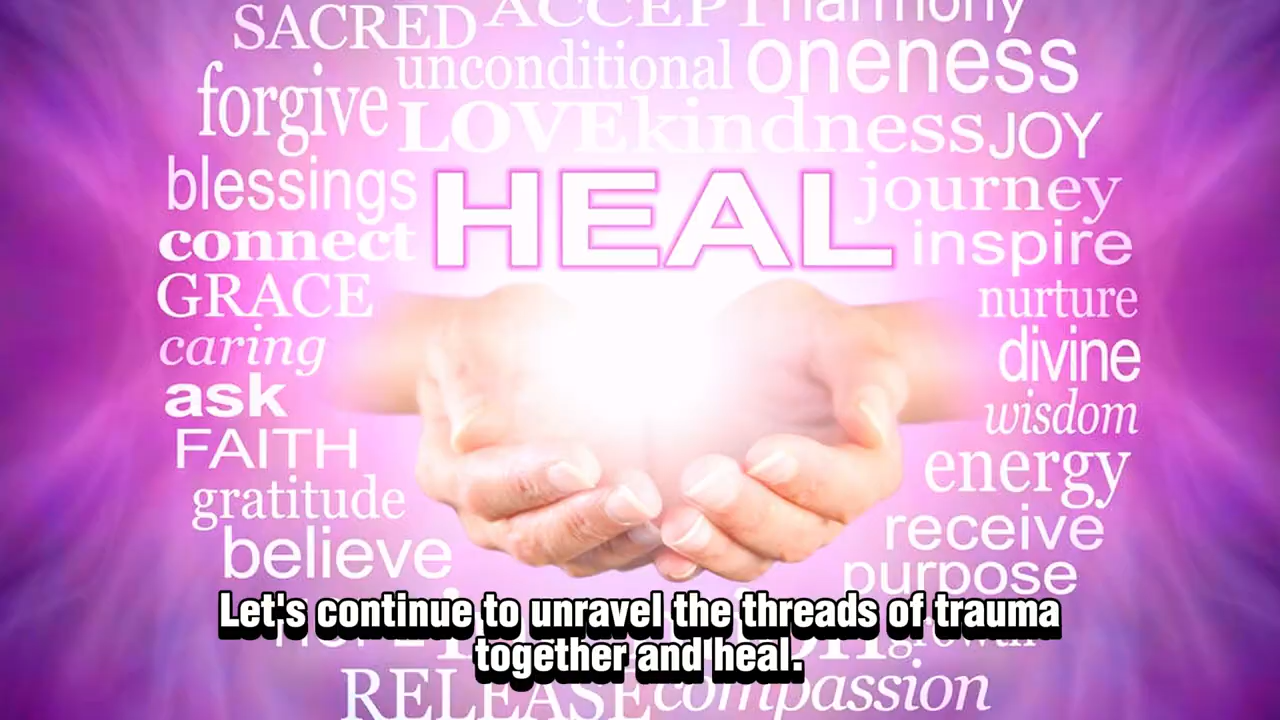 SACRED ACCEPT harmony
unconditional oneness
forgive LOVE kindness JOY
blessings HEAL journey
connect inspire
GRACE nurture
caring divine
ask wisdom
FAITH energy
gratitude receive
believe purpose
Let's continue to unravel the threads of trauma
together and heal.
growth
RELEASE compassion